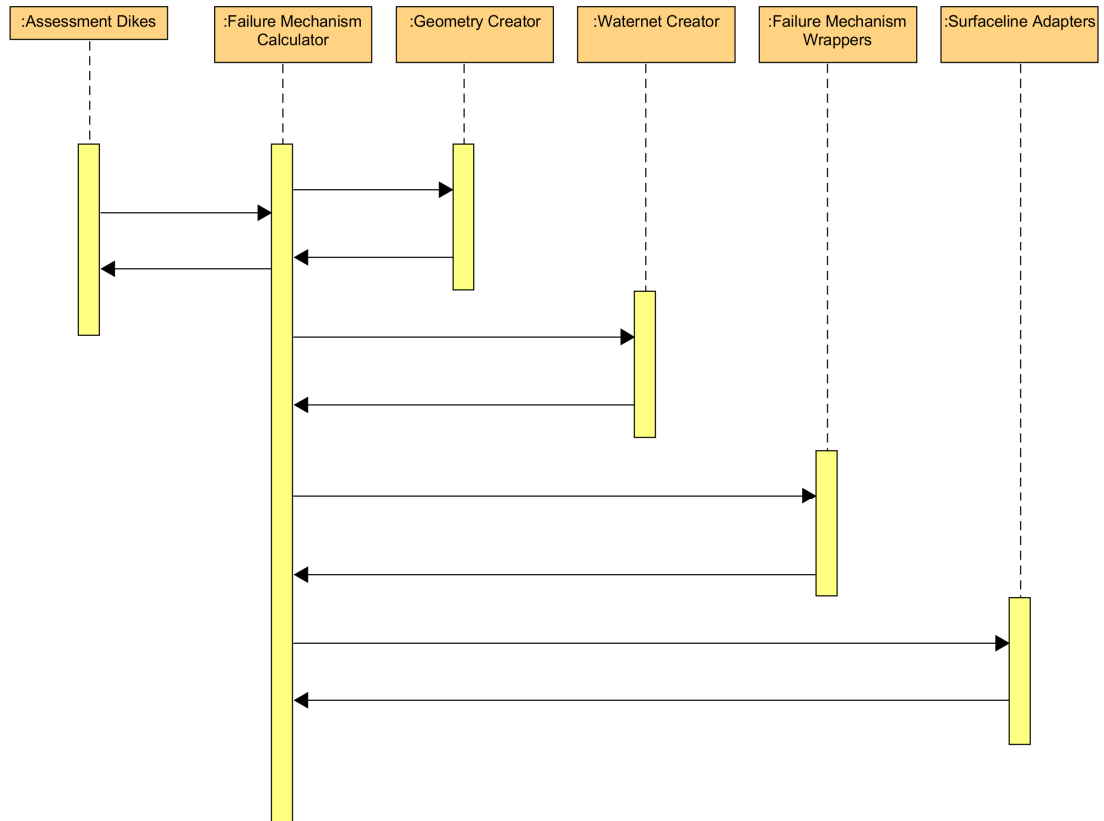 :Assessment Dikes
:Failure Mechanism
Calculator
:Geometry Creator
:Waternet Creator
:Failure Mechanism
Wrappers
:Surfaceline Adapters